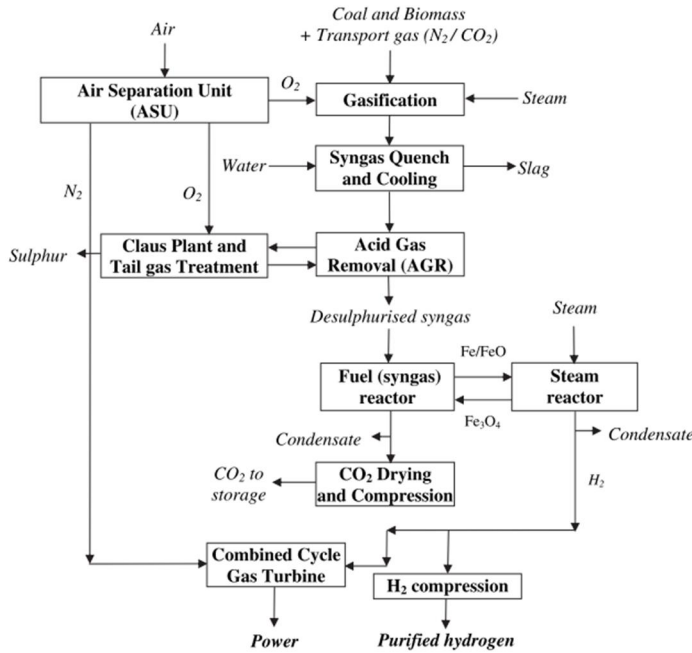 Air
Coal and Biomass
+ Transport gas (N₂/ CO₂)
Air Separation Unit
(ASU)
O₂
Gasification
Steam
Water
Syngas Quench
and Cooling
Slag
N₂
O₂
Sulphur
Claus Plant and
Tail gas Treatment
Acid Gas
Removal (AGR)
Desulphurised syngas
Steam
Fe/FeO
Fuel (syngas)
reactor
Steam
reactor
Fe₃O₄
Condensate
Condensate
CO₂ to
storage
CO₂ Drying
and Compression
H₂
Combined Cycle
Gas Turbine
H₂ compression
Power
Purified hydrogen